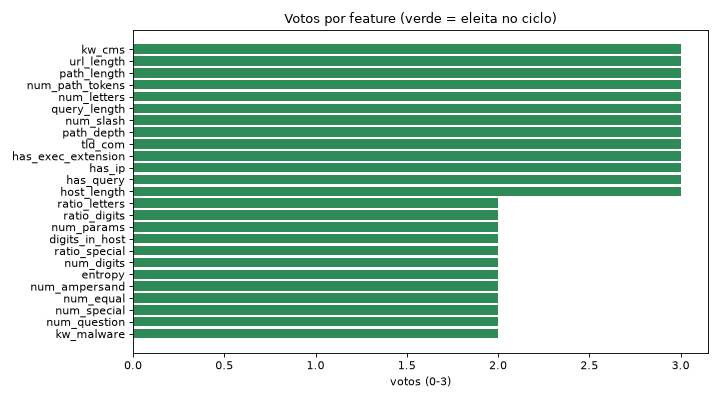 Votos por feature (verde = eleita no ciclo)
kw_cms
url_length
path_length
num_path_tokens
num_letters
query_length
num_slash
path_depth
tld_com
has_exec_extension
has_ip
has_query
host_length
ratio_letters
ratio_digits
num_params
digits_in_host
ratio_special
num_digits
entropy
num_ampersand
num_equal
num_special
num_question
kw_malware
0.0 0.5 1.0 1.5 2.0 2.5 3.0
votos (0-3)